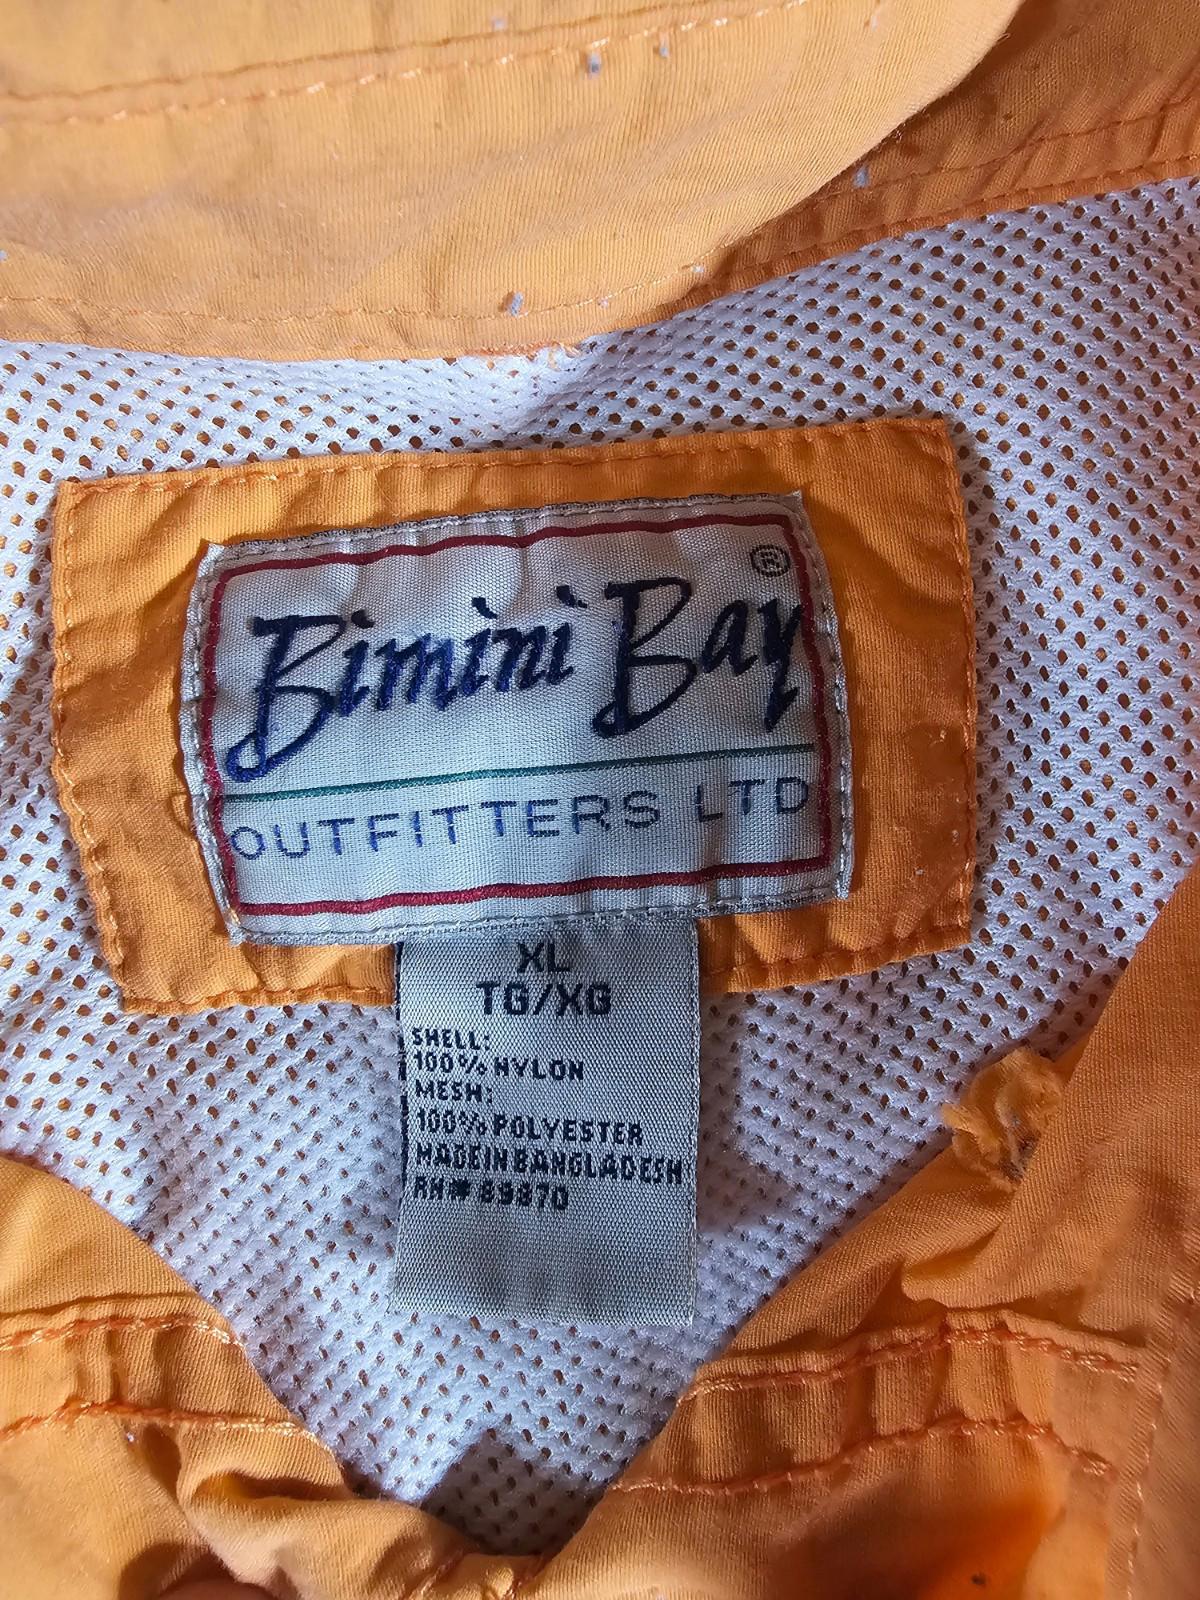 Bimini Bay ®
OUTFITTERS LTD
XL
TG/XG
SHELL:
100% NYLON
MESH:
100% POLYESTER
MADE IN BANGLADESH
RN# 89870